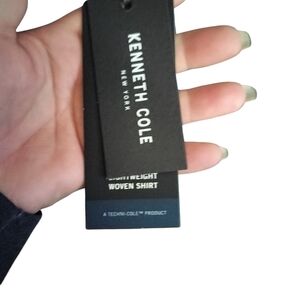 KENNETH COLE
NEW YORK
LIGHTWEIGHT
WOVEN SHIRT
A TECHNI-COLE™ PRODUCT